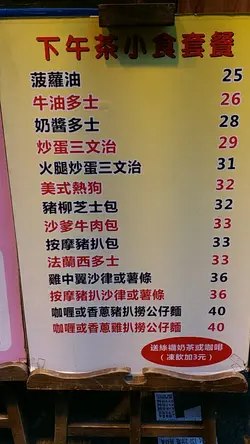 下午茶小食套餐
菠蘿油 25
牛油多士 26
奶醬多士 28
炒蛋三文治 29
火腿炒蛋三文治 31
美式熱狗 32
豬柳芝士包 32
沙爹牛肉包 33
按摩豬扒包 33
法蘭西多士 33
雞中翼沙律或薯條 36
按摩豬扒沙律或薯條 36
咖喱或香蔥豬扒撈公仔麵 40
咖喱或香蔥雞扒撈公仔麵 40
送絲襪奶茶或咖啡
(凍飲加3元)